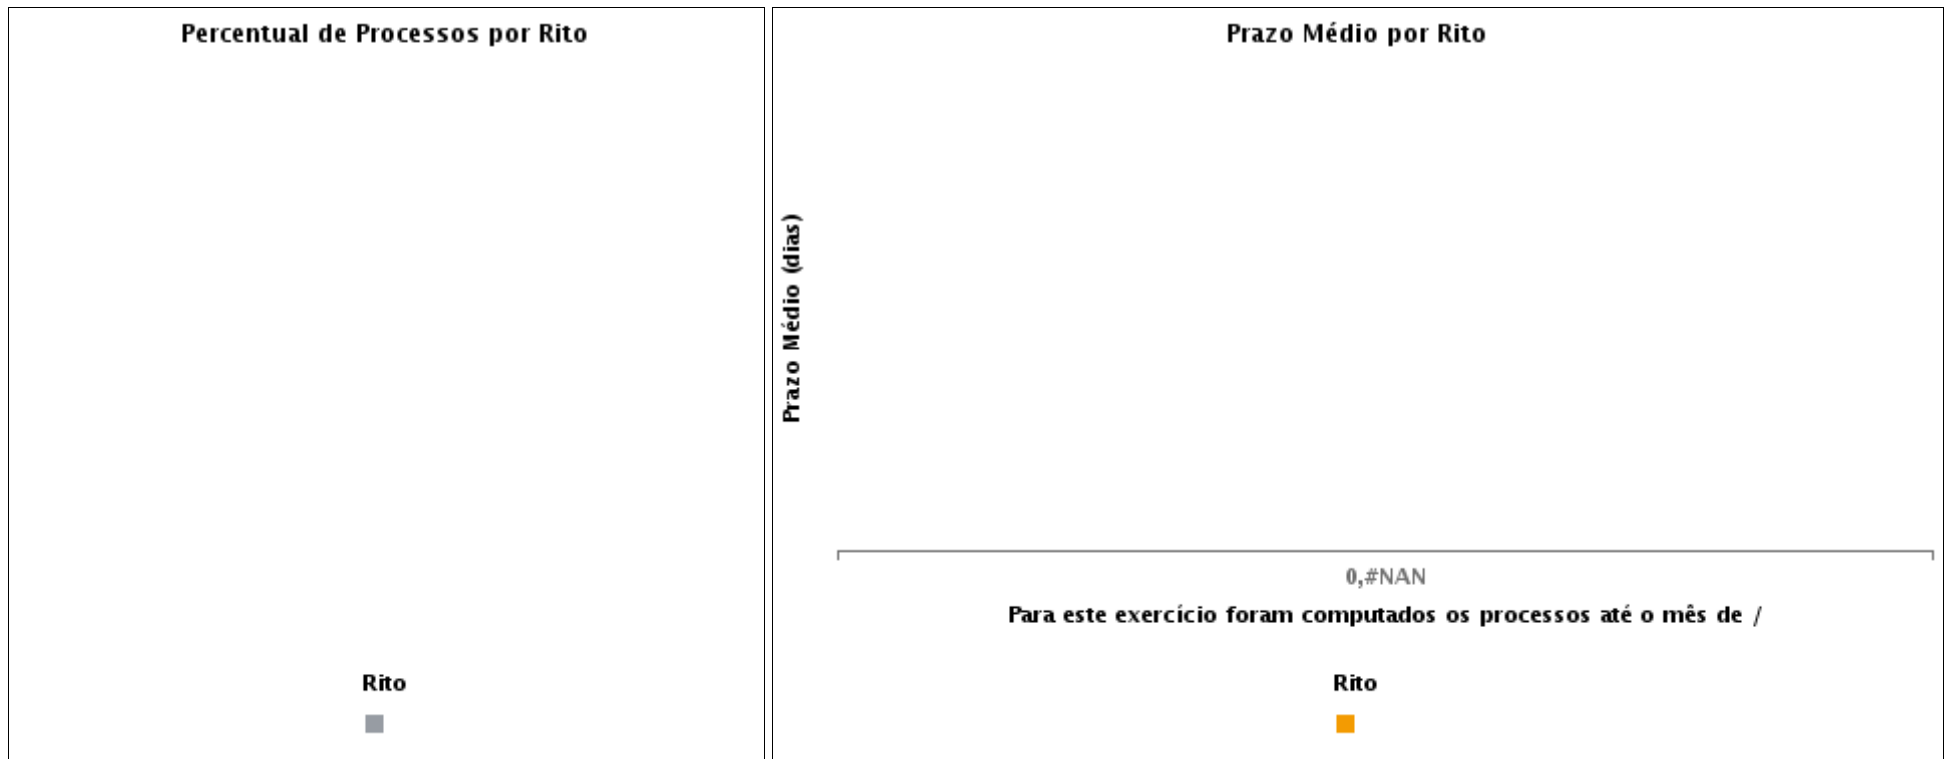 Percentual de Processos por Rito
Rito
Prazo Médio por Rito
Prazo Médio (dias)
0,#NAN
Para este exercício foram computados os processos até o mês de /
Rito